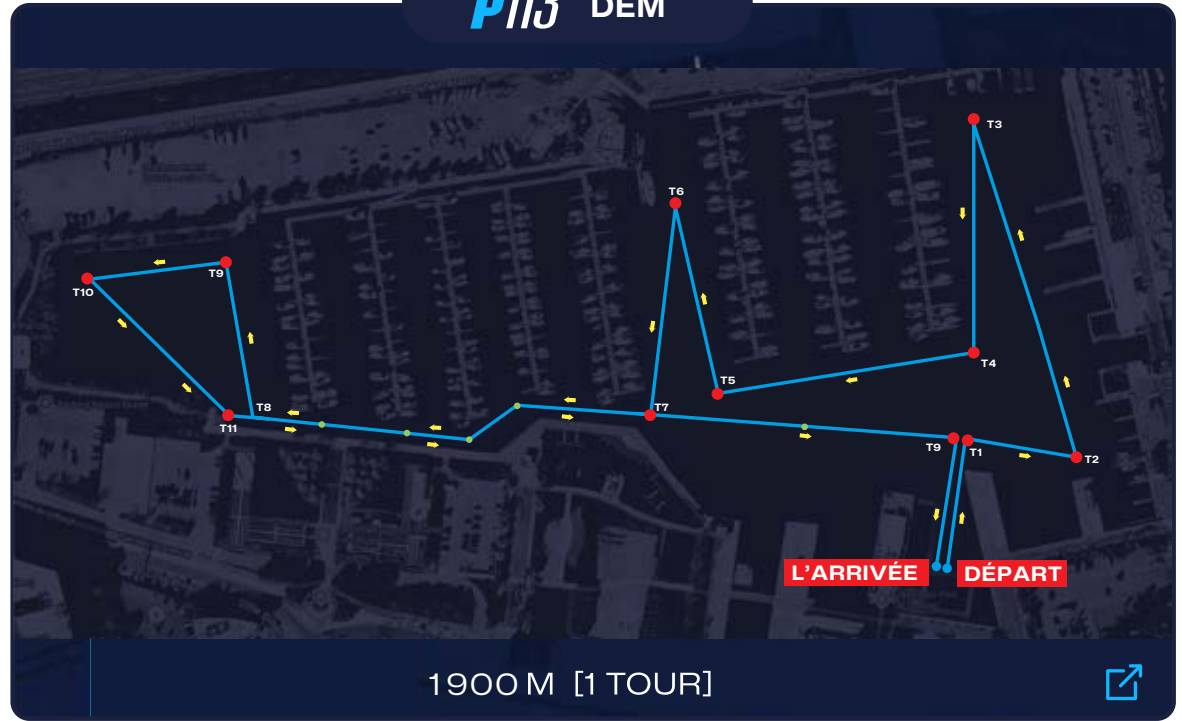 P113 DEM
T3
T6
T9
T10
T4
T5
T8
T7
T11
T9
T1
T2
L'ARRIVÉE
DÉPART
1900 M [1 TOUR]